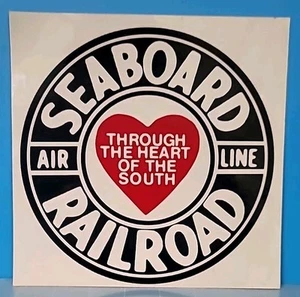 SEABOARD
AIR LINE
THROUGH
THE HEART
OF THE
SOUTH
RAILROAD